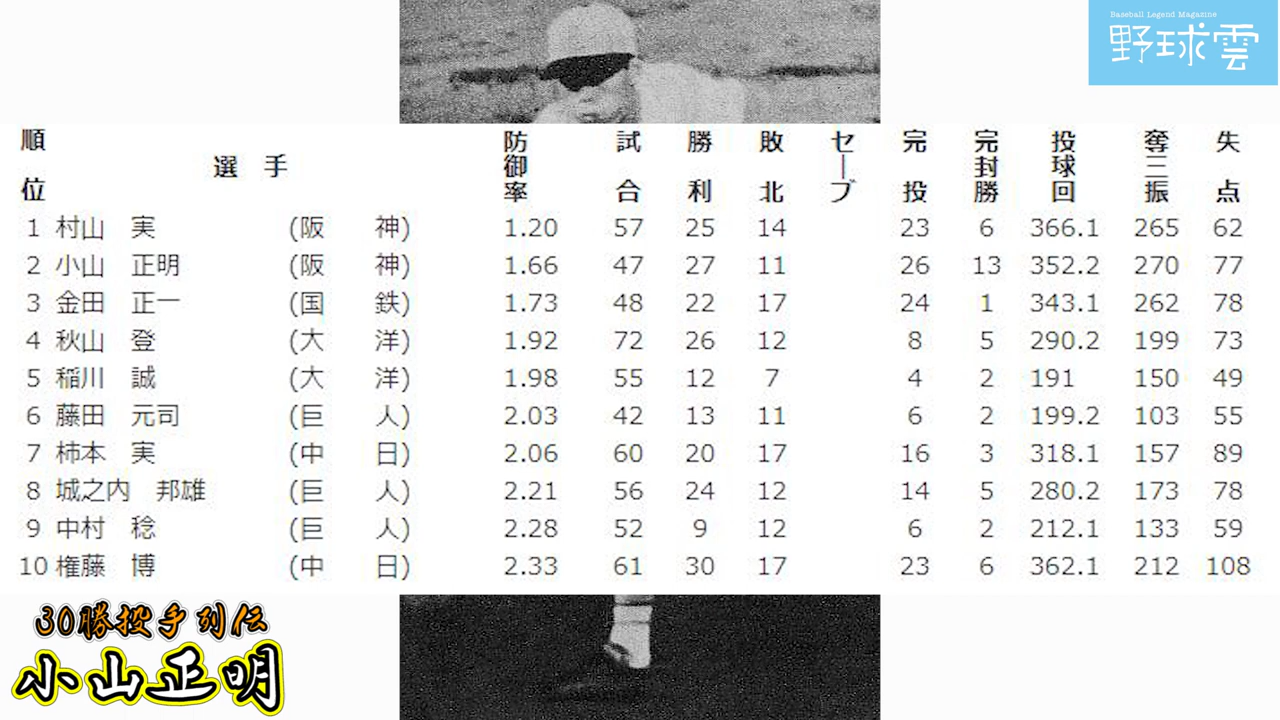 Baseball Legend Magazine
野球雲
順位 選手 防御率 試合 勝利 敗北 セーブ 完投 完封勝 投球回 奪三振 失点
1 村山 実 (阪 神) 1.20 57 25 14 23 6 366.1 265 62
2 小山 正明 (阪 神) 1.66 47 27 11 26 13 352.2 270 77
3 金田 正一 (国 鉄) 1.73 48 22 17 24 1 343.1 262 78
4 秋山 登 (大 洋) 1.92 72 26 12 8 5 290.2 199 73
5 稲川 誠 (大 洋) 1.98 55 12 7 4 2 191 150 49
6 藤田 元司 (巨 人) 2.03 42 13 11 6 2 199.2 103 55
7 柿本 実 (中 日) 2.06 60 20 17 16 3 318.1 157 89
8 城之内 邦雄 (巨 人) 2.21 56 24 12 14 5 280.2 173 78
9 中村 稔 (巨 人) 2.28 52 9 12 6 2 212.1 133 59
10 権藤 博 (中 日) 2.33 61 30 17 23 6 362.1 212 108
30勝投手列伝
小山正明